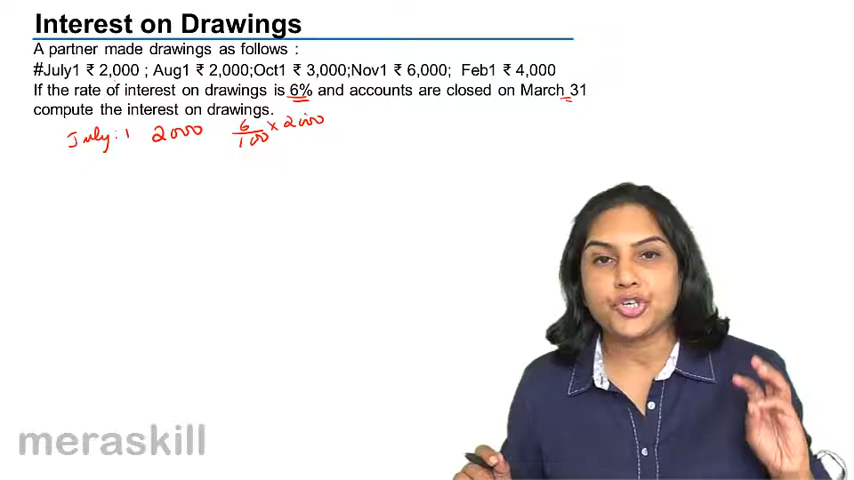 Interest on Drawings
A partner made drawings as follows :
#July1 ₹ 2,000 ; Aug1 ₹ 2,000;Oct1 ₹ 3,000;Nov1 ₹ 6,000; Feb1 ₹ 4,000
If the rate of interest on drawings is 6% and accounts are closed on March 31
compute the interest on drawings.
July: 1 2000 6/100 × 2000
meraskill